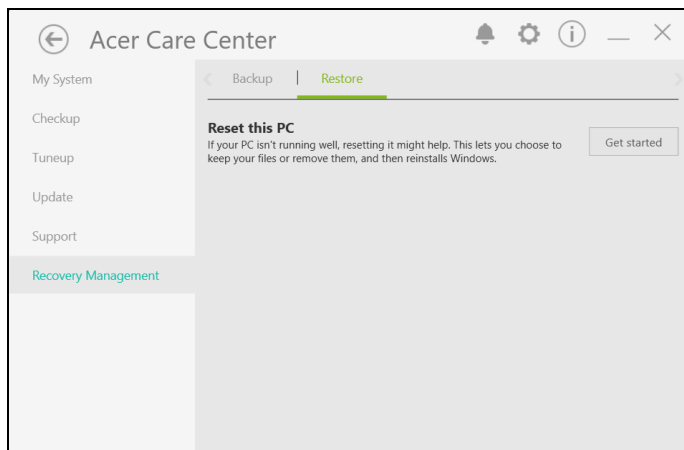 Acer Care Center
My System
Checkup
Tuneup
Update
Support
Recovery Management
Backup | Restore
Reset this PC
If your PC isn't running well, resetting it might help. This lets you choose to
keep your files or remove them, and then reinstalls Windows.
Get started